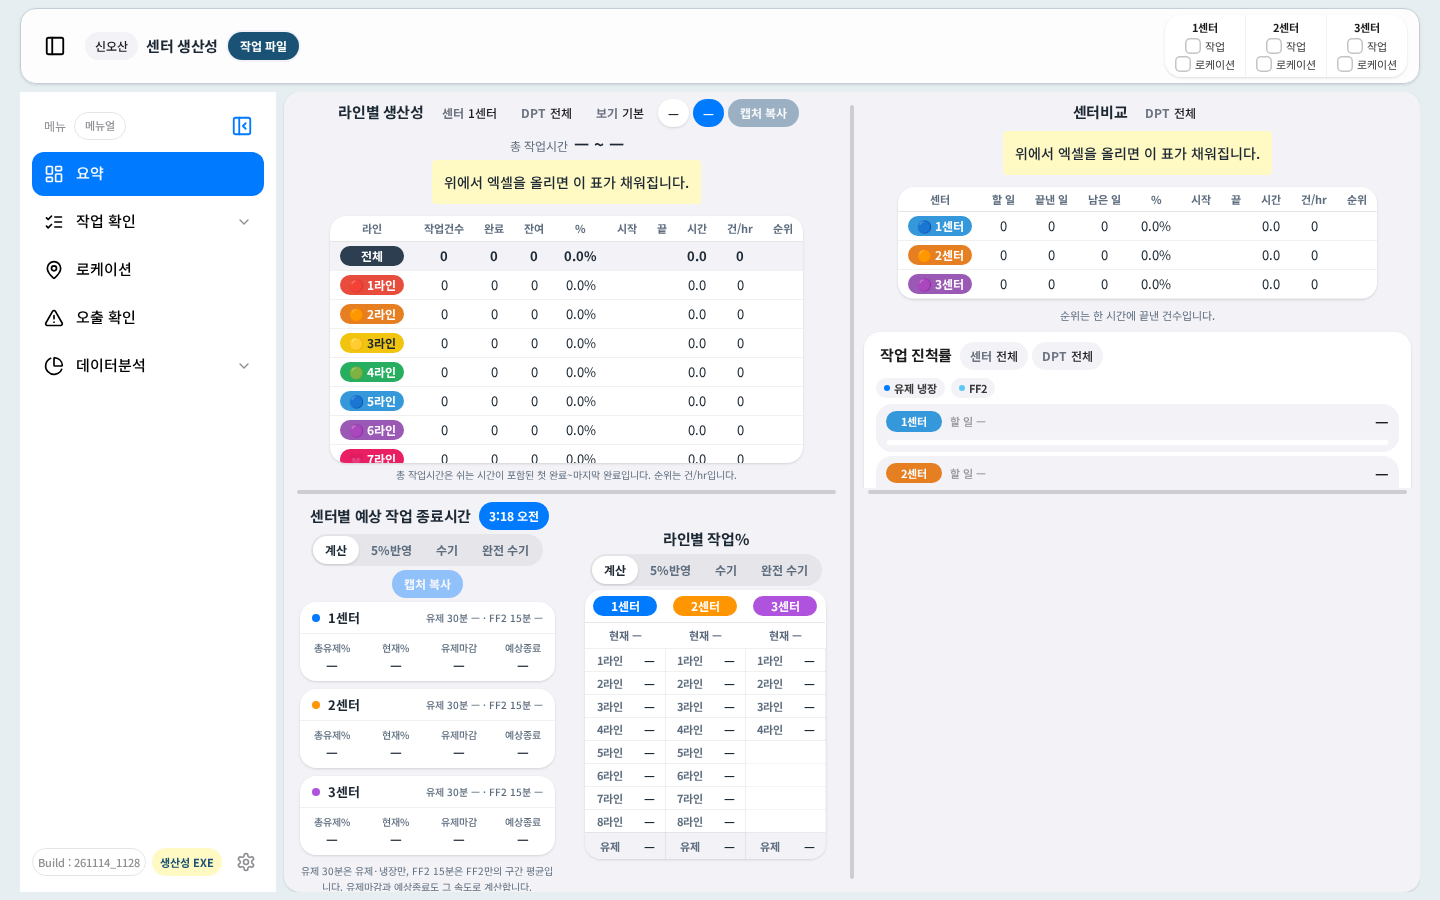 신오산 센터 생산성 작업 파일
1센터 2센터 3센터
작업 작업 작업
로케이션 로케이션 로케이션
메뉴 메뉴얼
요약
작업 확인
로케이션
오출 확인
데이터분석
Build : 261114_1128 생산성 EXE
라인별 생산성 센터 1센터 DPT 전체 보기 기본 — —캡처 복사
총 작업시간 — ~ —
위에서 엑셀을 올리면 이 표가 채워집니다.
라인 작업건수 완료 잔여 % 시작 끝 시간 건/hr 순위
전체 0 0 0 0.0% 0.0 0
1라인 0 0 0 0.0% 0.0 0
2라인 0 0 0 0.0% 0.0 0
3라인 0 0 0 0.0% 0.0 0
4라인 0 0 0 0.0% 0.0 0
5라인 0 0 0 0.0% 0.0 0
6라인 0 0 0 0.0% 0.0 0
7라인 0 0 0 0.0% 0.0 0
총 작업시간은 쉬는 시간이 포함된 첫 완료~마지막 완료입니다. 순위는 건/hr입니다.
센터비교 DPT 전체
위에서 엑셀을 올리면 이 표가 채워집니다.
센터 할 일 끝낸 일 남은 일 % 시작 끝 시간 건/hr 순위
1센터 0 0 0 0.0% 0.0 0
2센터 0 0 0 0.0% 0.0 0
3센터 0 0 0 0.0% 0.0 0
순위는 한 시간에 끝낸 건수입니다.
작업 진척률 센터 전체 DPT 전체
유제 냉장 FF2
1센터 할 일 — —
2센터 할 일 — —
센터별 예상 작업 종료시간 3:18 오전
계산 5%반영 수기 완전 수기
캡처 복사
1센터 유제 30분 — · FF2 15분 —
총유제% 현재% 유제마감 예상종료
— — — —
2센터 유제 30분 — · FF2 15분 —
총유제% 현재% 유제마감 예상종료
— — — —
3센터 유제 30분 — · FF2 15분 —
총유제% 현재% 유제마감 예상종료
— — — —
유제 30분은 유제·냉장만, FF2 15분은 FF2만의 구간 평균입
니다. 유제마감과 예상종료도 그 속도로 계산합니다.
라인별 작업%
계산 5%반영 수기 완전 수기
1센터 2센터 3센터
현재 — 현재 — 현재 —
1라인 — 1라인 — 1라인 —
2라인 — 2라인 — 2라인 —
3라인 — 3라인 — 3라인 —
4라인 — 4라인 — 4라인 —
5라인 — 5라인 —
6라인 — 6라인 —
7라인 — 7라인 —
8라인 — 8라인 —
유제 — 유제 — 유제 —